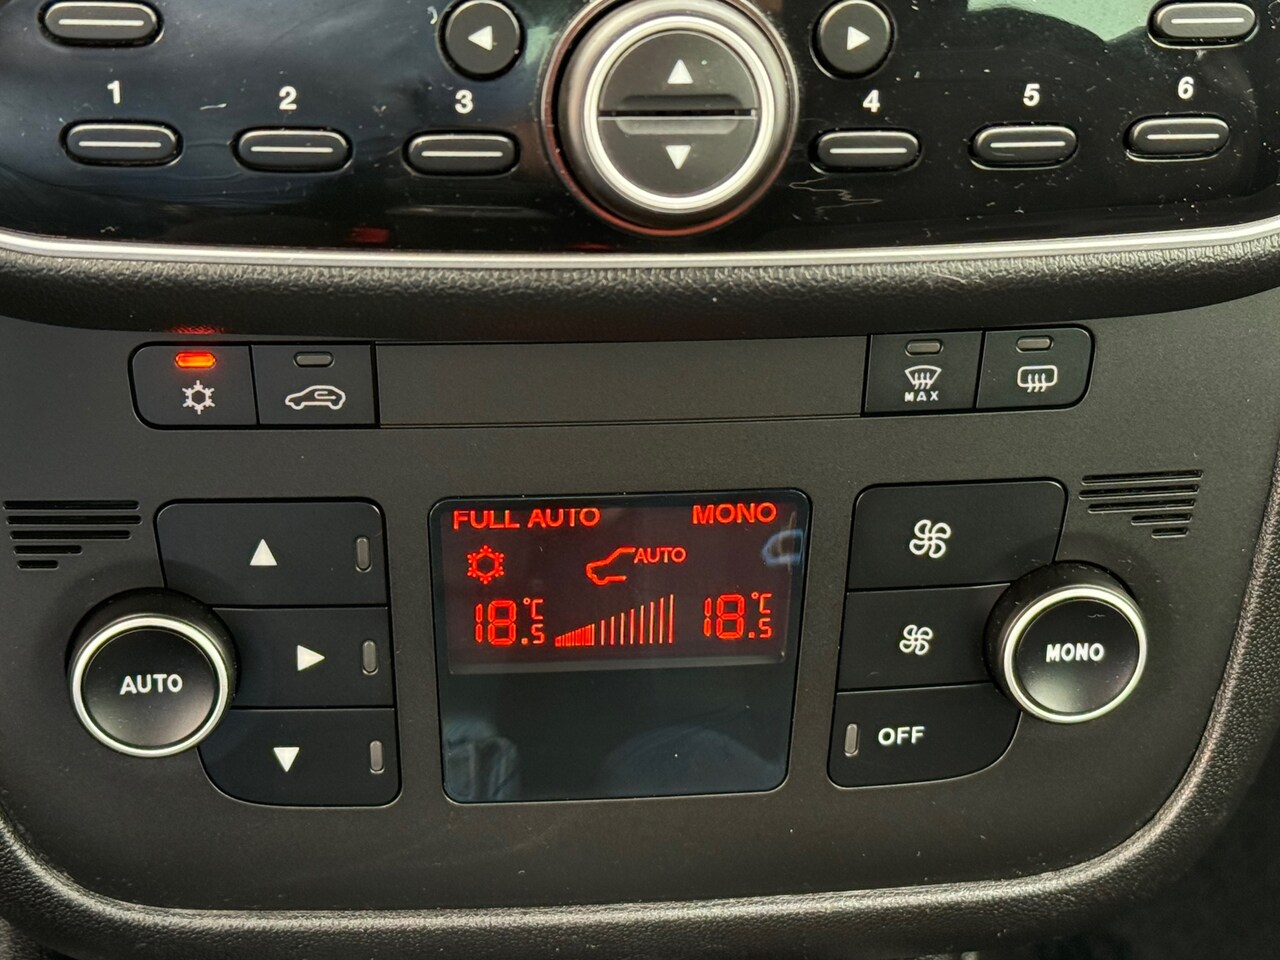 1 2 3 4 5 6
MAX
FULL AUTO MONO
AUTO
18.5 °C 18.5 °C
AUTO
MONO
OFF